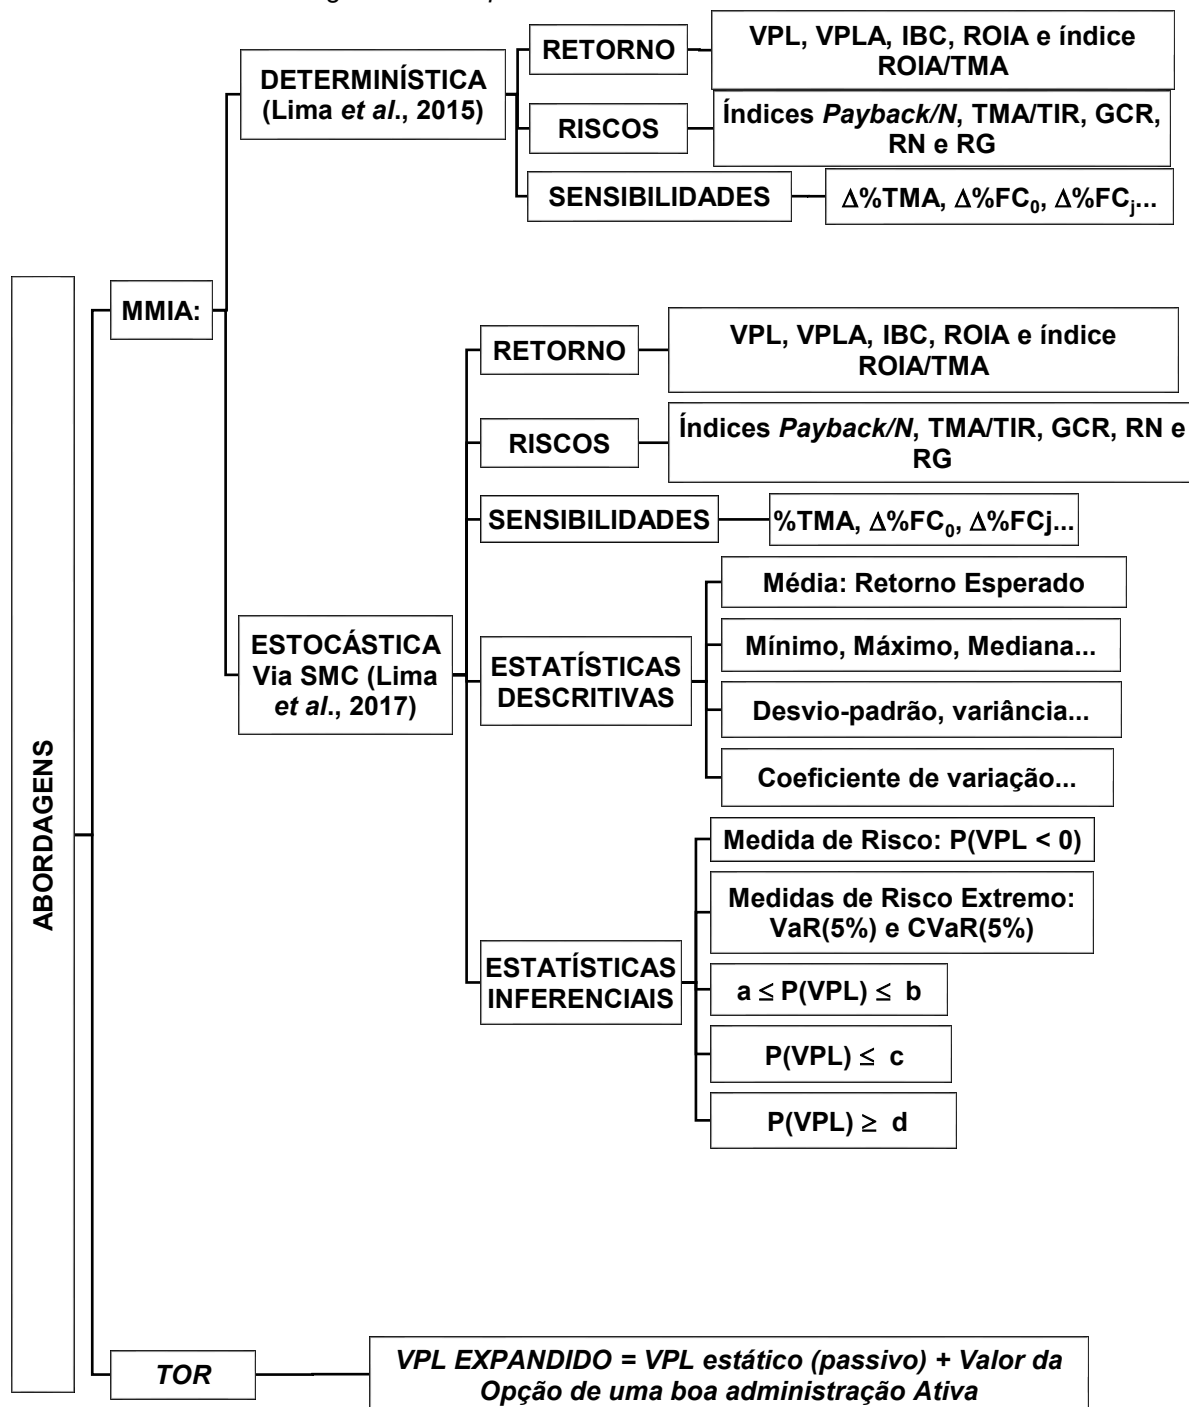 RETORNO
VPL, VPLA, IBC, ROIA e índice
ROIA/TMA
DETERMINÍSTICA
(Lima et al., 2015)
RISCOS
Índices Payback/N, TMA/TIR, GCR,
RN e RG
SENSIBILIDADES
Δ%TMA, Δ%FC₀, Δ%FCⱼ...
ABORDAGENS
MMIA:
RETORNO
VPL, VPLA, IBC, ROIA e índice
ROIA/TMA
RISCOS
Índices Payback/N, TMA/TIR, GCR, RN e
RG
SENSIBILIDADES
%TMA, Δ%FC₀, Δ%FCj...
ESTOCÁSTICA
Via SMC (Lima
et al., 2017)
ESTATÍSTICAS
DESCRITIVAS
Média: Retorno Esperado
Mínimo, Máximo, Mediana...
Desvio-padrão, variância...
Coeficiente de variação...
ESTATÍSTICAS
INFERENCIAIS
Medida de Risco: P(VPL < 0)
Medidas de Risco Extremo:
VaR(5%) e CVaR(5%)
a ≤ P(VPL) ≤ b
P(VPL) ≤ c
P(VPL) ≥ d
TOR
VPL EXPANDIDO = VPL estático (passivo) + Valor da
Opção de uma boa administração Ativa